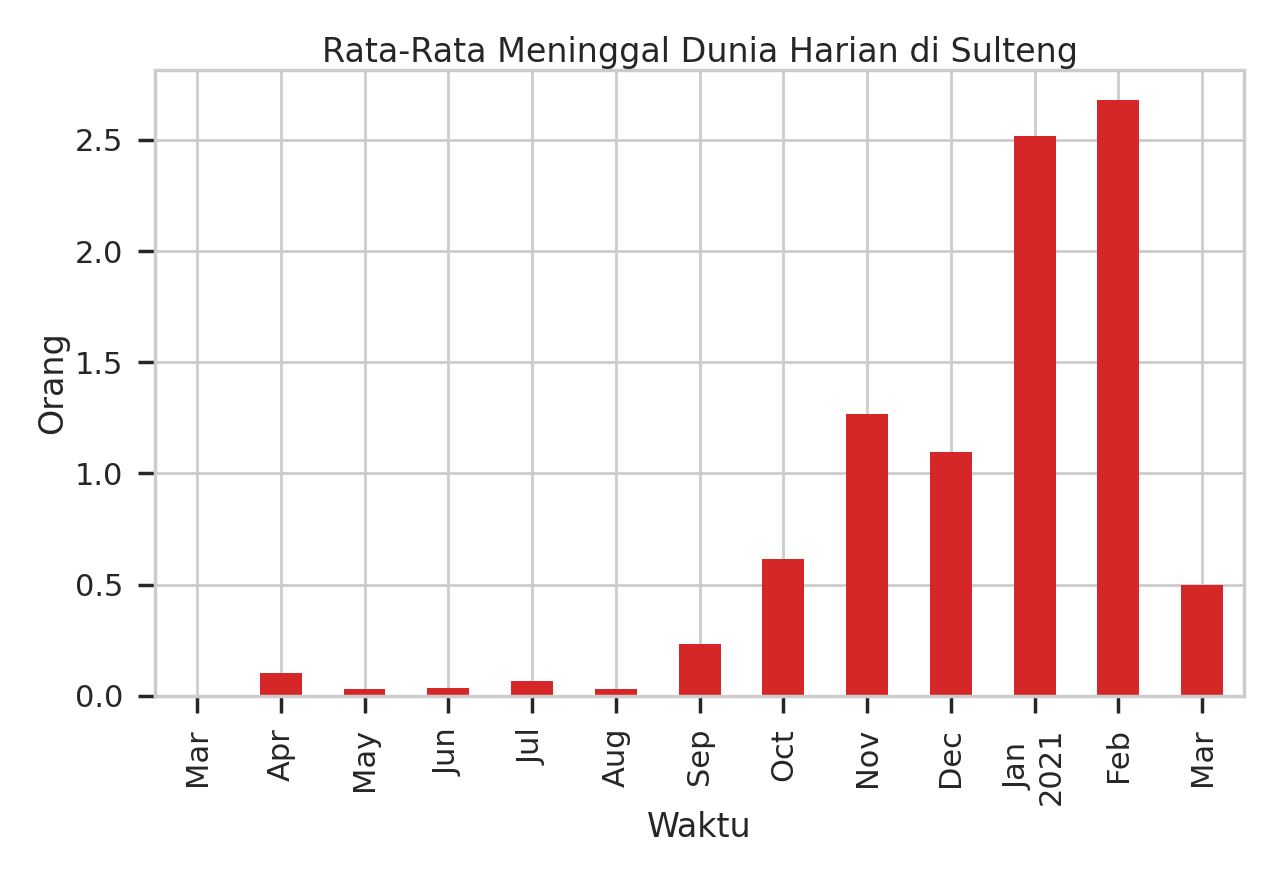 Rata-Rata Meninggal Dunia Harian di Sulteng
Orang
2.5
2.0
1.5
1.0
0.5
0.0
Mar
Apr
May
Jun
Jul
Aug
Sep
Oct
Nov
Dec
Jan
2021
Feb
Mar
Waktu